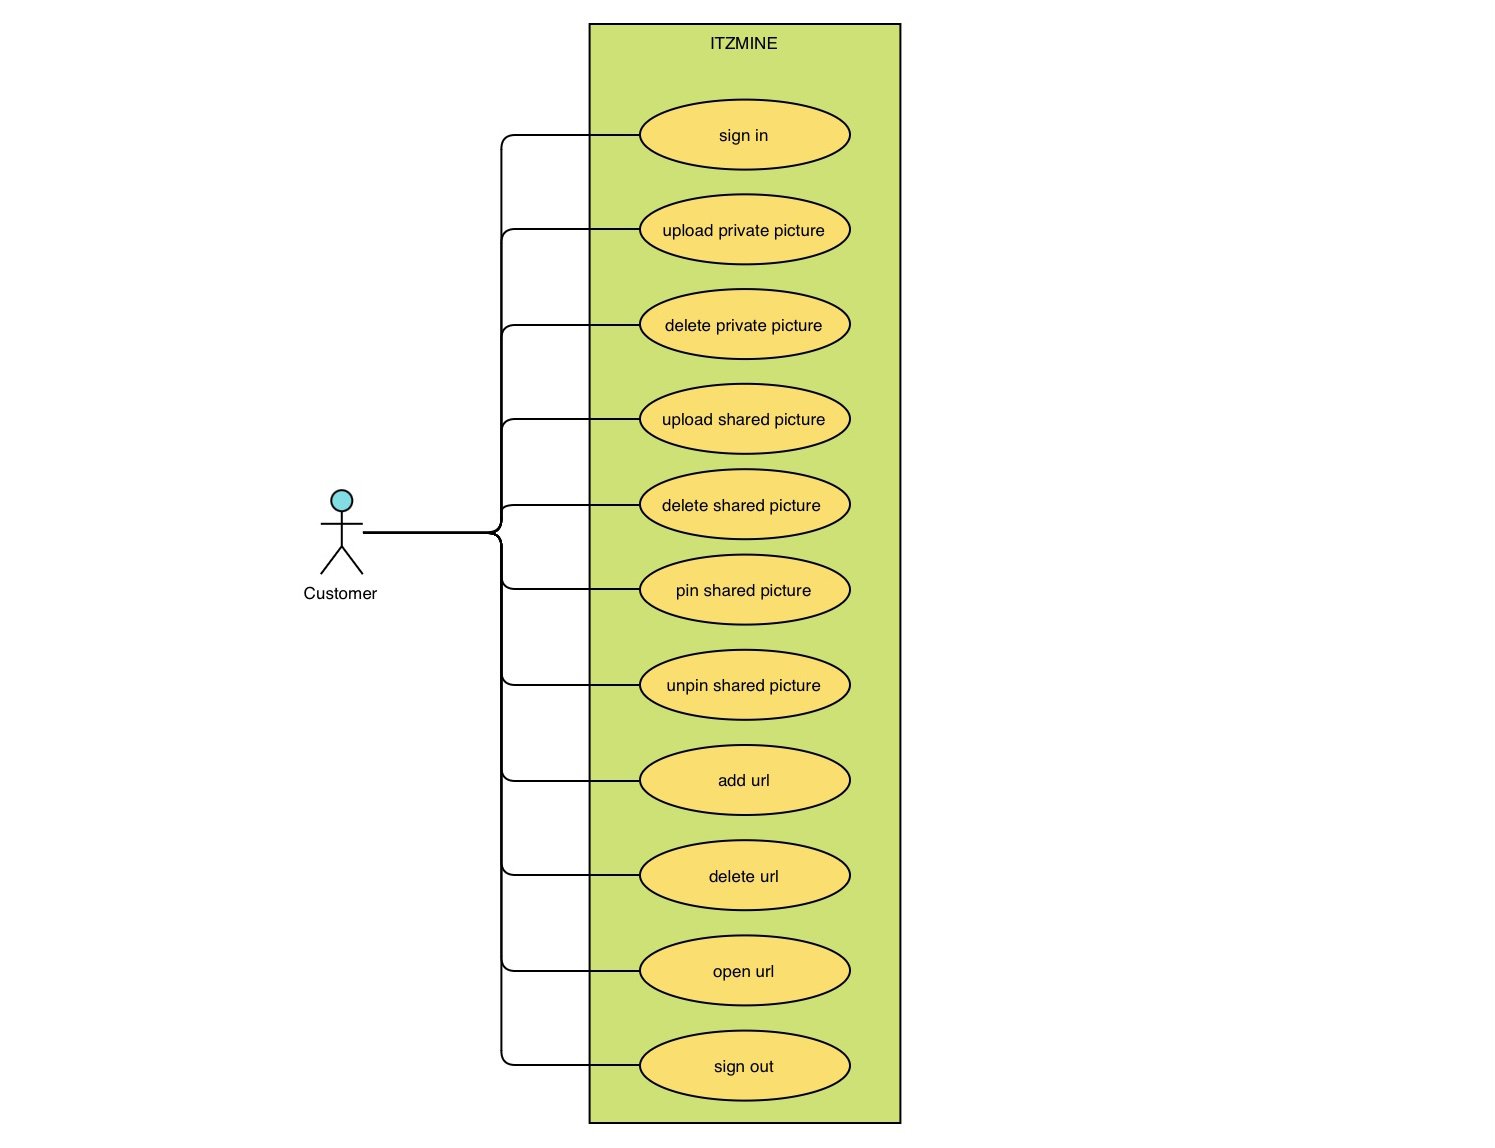 ITZMINE
sign in
upload private picture
delete private picture
upload shared picture
delete shared picture
pin shared picture
unpin shared picture
add url
delete url
open url
sign out
Customer